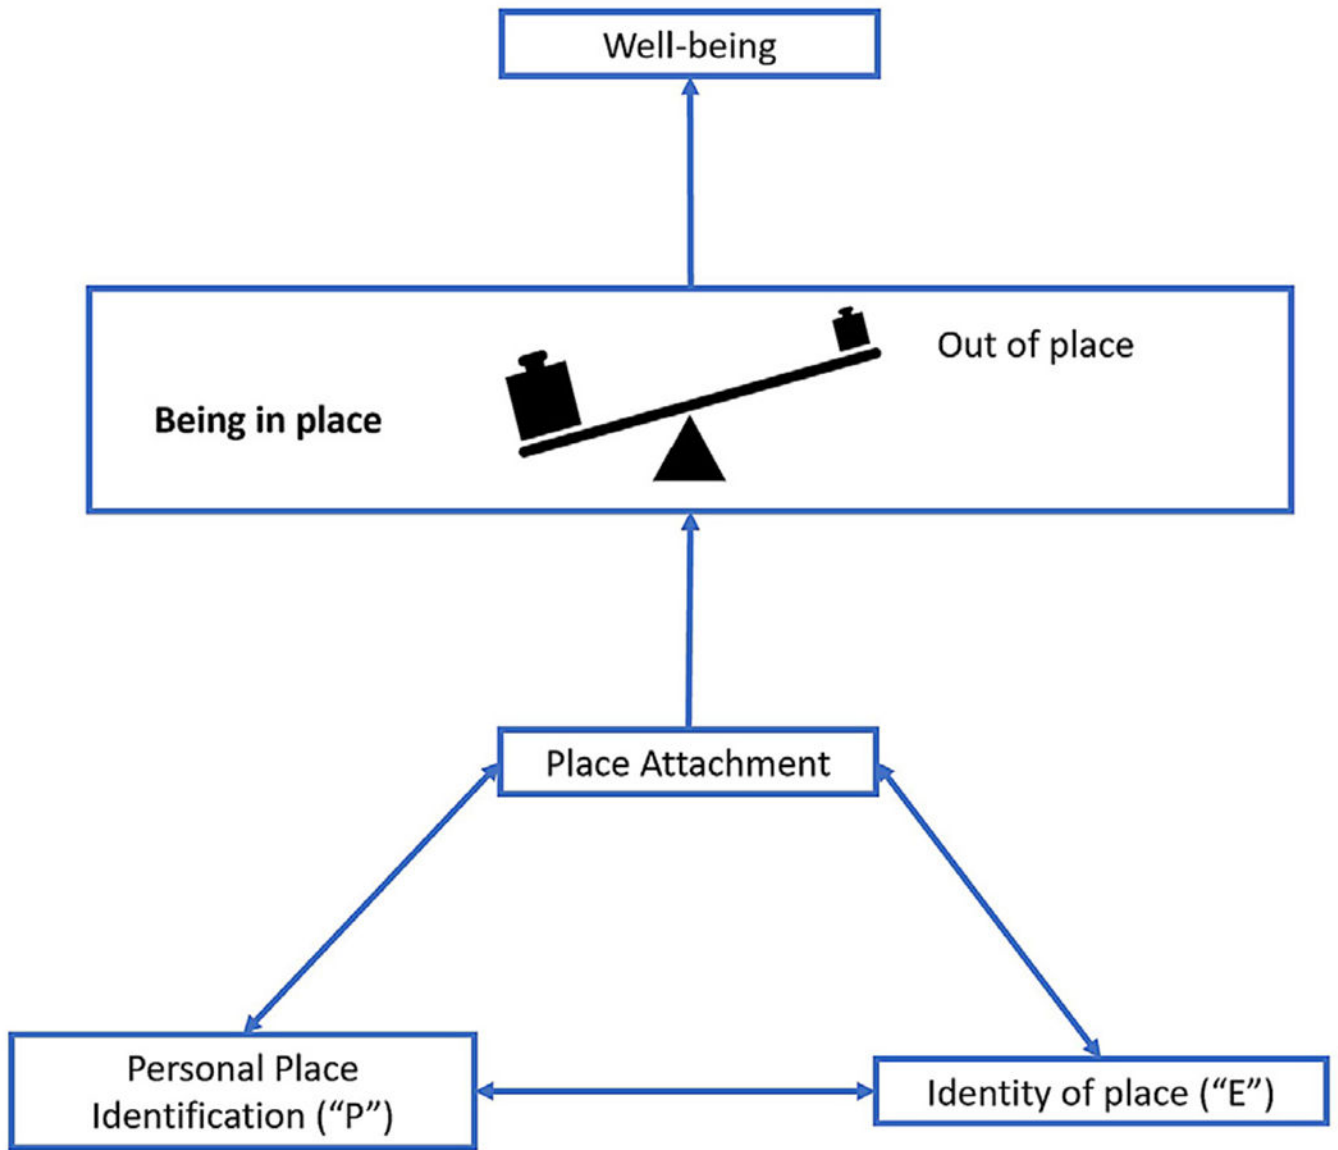 Well-being
Out of place
Being in place
Place Attachment
Personal Place
Identification (“P”)
Identity of place (“E”)